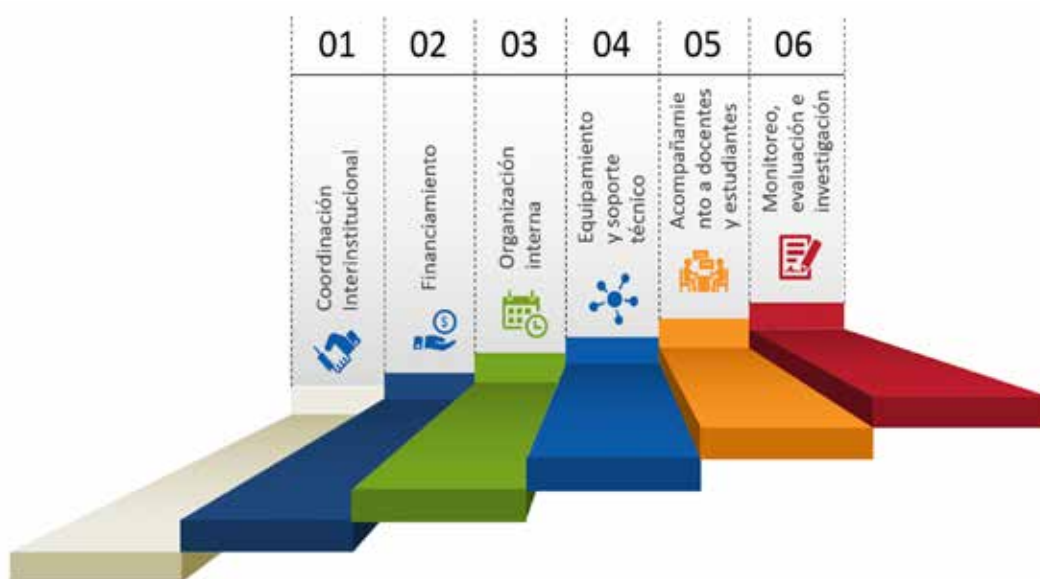 01
Coordinación
Interinstitucional
02
Financiamiento
03
Organización
interna
04
Equipamiento
y soporte
técnico
05
Acompañamie
nto a docentes
y estudiantes
06
Monitoreo,
evaluación e
investigación
$